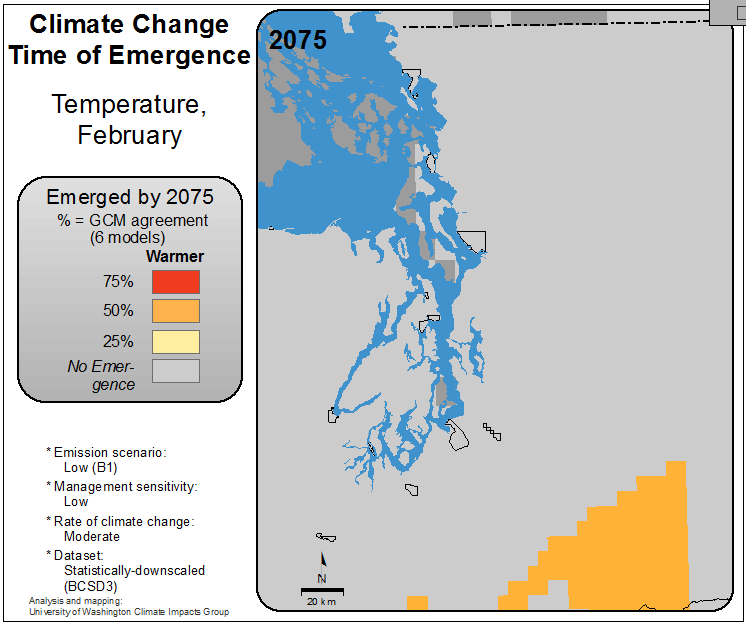 Climate Change
Time of Emergence
Temperature,
February
Emerged by 2075
% = GCM agreement
(6 models)
Warmer
75%
50%
25%
No Emer-
gence
* Emission scenario:
Low (B1)
* Management sensitivity:
Low
* Rate of climate change:
Moderate
* Dataset:
Statistically-downscaled
(BCSD3)
Analysis and mapping:
University of Washington Climate Impacts Group
2075
N
20 km